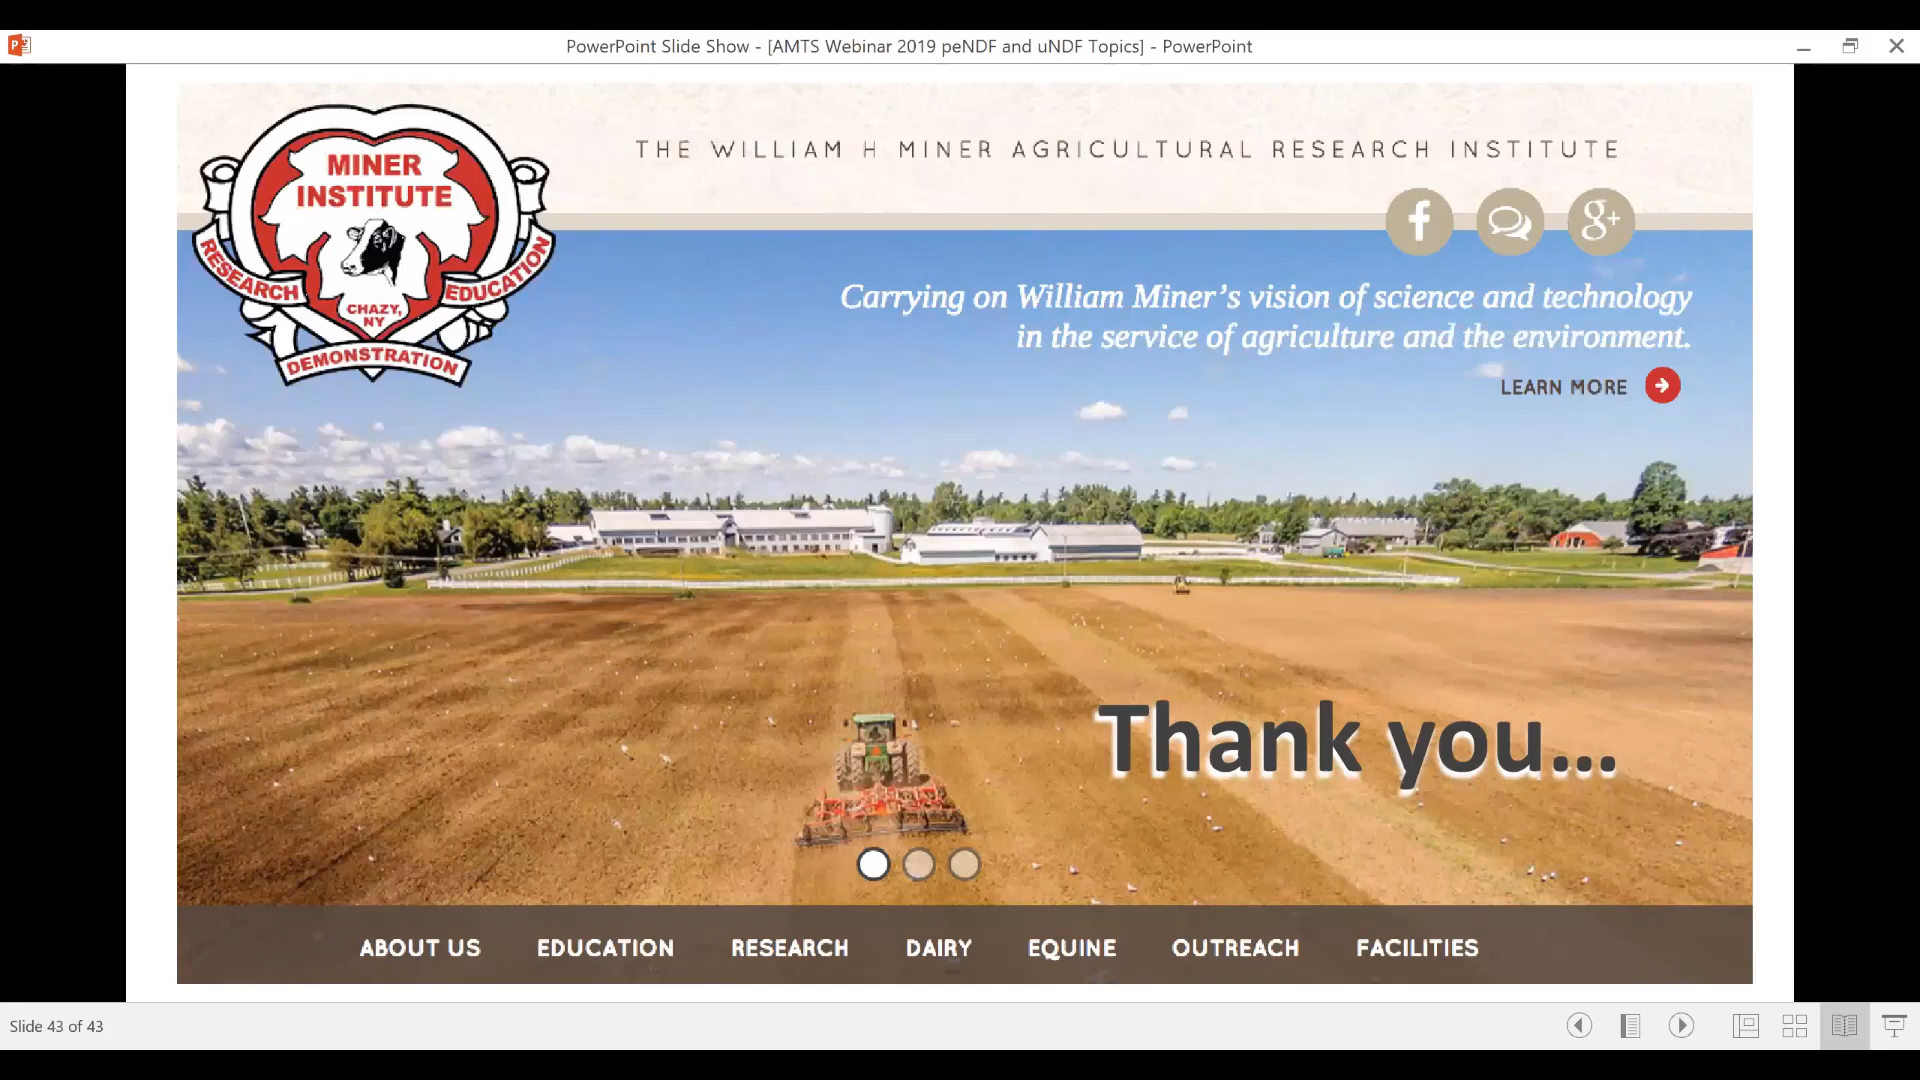 PowerPoint Slide Show - [AMTS Webinar 2019 peNDF and uNDF Topics] - PowerPoint
THE WILLIAM H MINER AGRICULTURAL RESEARCH INSTITUTE
MINER
INSTITUTE
RESEARCH
EDUCATION
CHAZY,
NY
DEMONSTRATION
f
g+
Carrying on William Miner’s vision of science and technology
in the service of agriculture and the environment.
LEARN MORE
Thank you...
ABOUT US EDUCATION RESEARCH DAIRY EQUINE OUTREACH FACILITIES
Slide 43 of 43